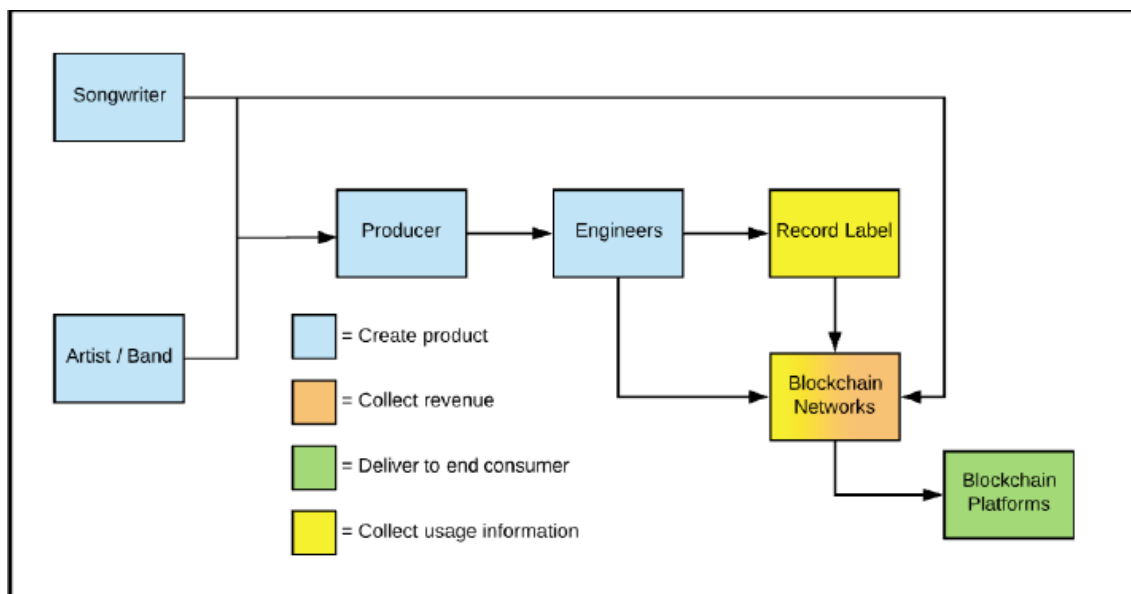 Songwriter
Producer
Engineers
Record Label
Artist / Band
= Create product
= Collect revenue
= Deliver to end consumer
= Collect usage information
Blockchain
Networks
Blockchain
Platforms